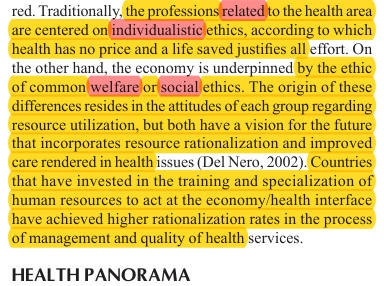 red. Traditionally, the professions related to the health area
are centered on individualistic ethics, according to which
health has no price and a life saved justifies all effort. On
the other hand, the economy is underpinned by the ethic
of common welfare or social ethics. The origin of these
differences resides in the attitudes of each group regarding
resource utilization, but both have a vision for the future
that incorporates resource rationalization and improved
care rendered in health issues (Del Nero, 2002). Countries
that have invested in the training and specialization of
human resources to act at the economy/health interface
have achieved higher rationalization rates in the process
of management and quality of health services.
HEALTH PANORAMA